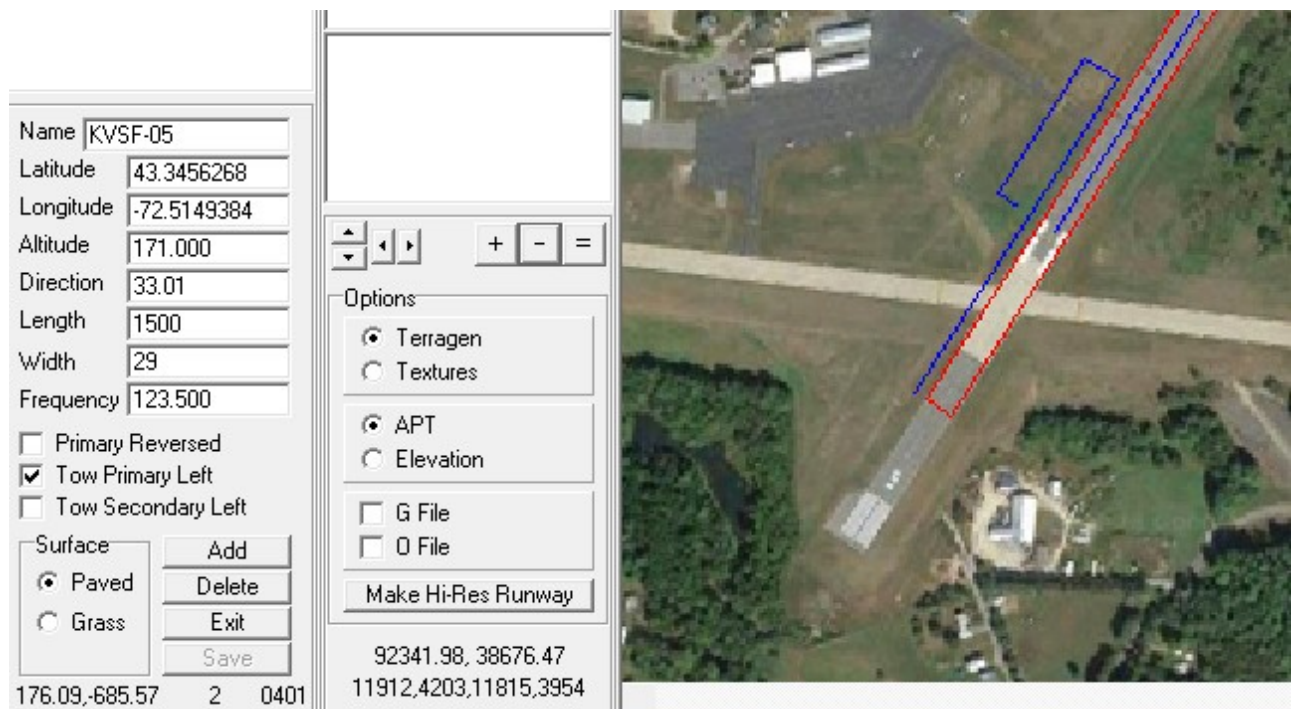 Name KVSF-05
Latitude 43.3456268
Longitude -72.5149384
Altitude 171.000
Direction 33.01
Length 1500
Width 29
Frequency 123.500
Primary Reversed
Tow Primary Left
Tow Secondary Left
Surface
Paved
Grass
Add
Delete
Exit
Save
176.09,-685.57 2 0401
+ - =
Options
Terragen
Textures
APT
Elevation
G File
O File
Make Hi-Res Runway
92341.98, 38676.47
11912,4203,11815,3954